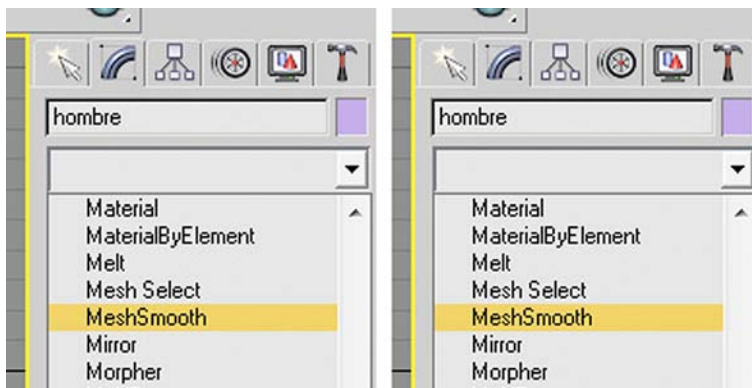 hombre
Material
MaterialByElement
Melt
Mesh Select
MeshSmooth
Mirror
Morpher
hombre
Material
MaterialByElement
Melt
Mesh Select
MeshSmooth
Mirror
Morpher